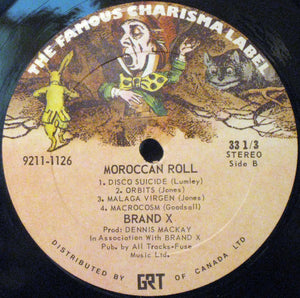 THE FAMOUS CHARISMA LABEL
9211-1126
33 1/3
STEREO
Side B
MOROCCAN ROLL
1. DISCO SUICIDE (Lumley)
2. ORBITS (Jones)
3. MALAGA VIRGEN (Jones)
4. MACROCOSM (Goodsall)
BRAND X
Prod: DENNIS MACKAY
In Association With BRAND X
Pub. by All Tracks-Fuse
Music Ltd.
DISTRIBUTED BY GRT OF CANADA LTD